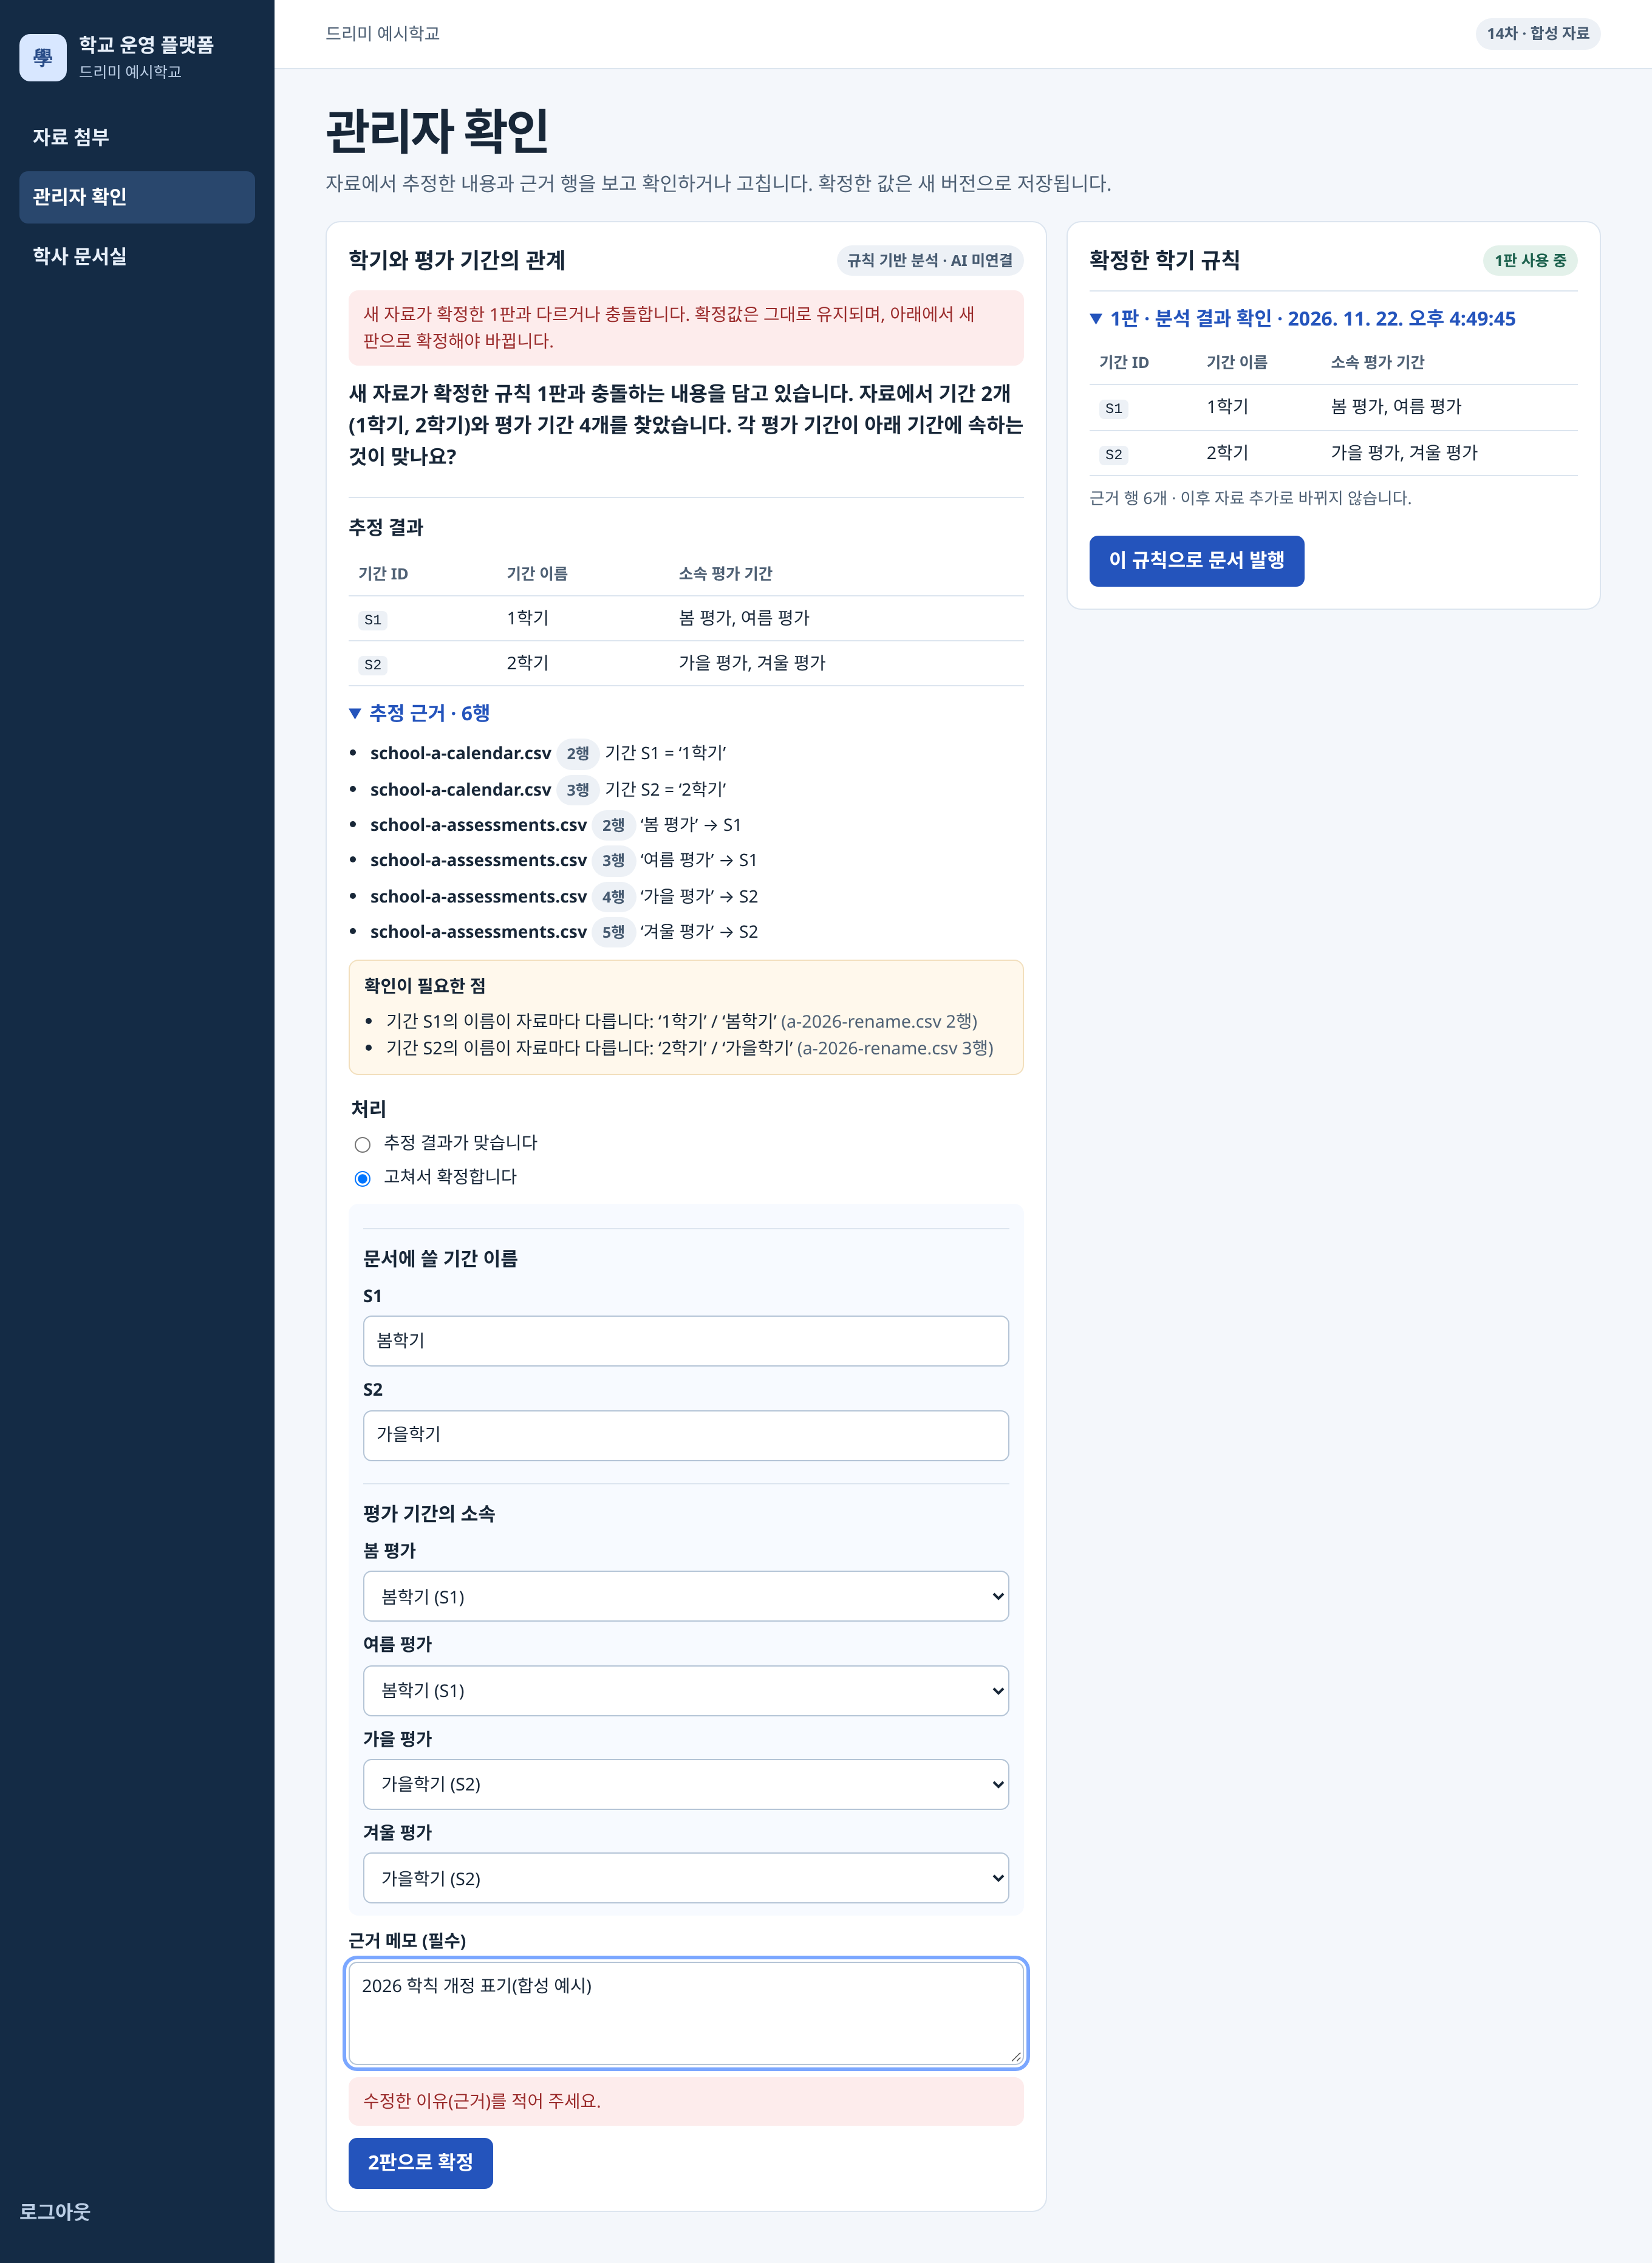 學
학교 운영 플랫폼
드리미 예시학교
자료 첨부
관리자 확인
학사 문서실
로그아웃
드리미 예시학교
14차 · 합성 자료
관리자 확인
자료에서 추정한 내용과 근거 행을 보고 확인하거나 고칩니다. 확정한 값은 새 버전으로 저장됩니다.
학기와 평가 기간의 관계
규칙 기반 분석 · AI 미연결
새 자료가 확정한 1판과 다르거나 충돌합니다. 확정값은 그대로 유지되며, 아래에서 새
판으로 확정해야 바뀝니다.
새 자료가 확정한 규칙 1판과 충돌하는 내용을 담고 있습니다. 자료에서 기간 2개
(1학기, 2학기)와 평가 기간 4개를 찾았습니다. 각 평가 기간이 아래 기간에 속하는
것이 맞나요?
추정 결과
기간 ID 기간 이름 소속 평가 기간
S1 1학기 봄 평가, 여름 평가
S2 2학기 가을 평가, 겨울 평가
▼ 추정 근거 · 6행
• school-a-calendar.csv 2행 기간 S1 = ‘1학기’
• school-a-calendar.csv 3행 기간 S2 = ‘2학기’
• school-a-assessments.csv 2행 ‘봄 평가’ → S1
• school-a-assessments.csv 3행 ‘여름 평가’ → S1
• school-a-assessments.csv 4행 ‘가을 평가’ → S2
• school-a-assessments.csv 5행 ‘겨울 평가’ → S2
확인이 필요한 점
• 기간 S1의 이름이 자료마다 다릅니다: ‘1학기’ / ‘봄학기’ (a-2026-rename.csv 2행)
• 기간 S2의 이름이 자료마다 다릅니다: ‘2학기’ / ‘가을학기’ (a-2026-rename.csv 3행)
처리
추정 결과가 맞습니다
고쳐서 확정합니다
문서에 쓸 기간 이름
S1
봄학기
S2
가을학기
평가 기간의 소속
봄 평가
봄학기 (S1)
여름 평가
봄학기 (S1)
가을 평가
가을학기 (S2)
겨울 평가
가을학기 (S2)
근거 메모 (필수)
2026 학칙 개정 표기(합성 예시)
수정한 이유(근거)를 적어 주세요.
2판으로 확정
확정한 학기 규칙
1판 사용 중
▼ 1판 · 분석 결과 확인 · 2026. 11. 22. 오후 4:49:45
기간 ID 기간 이름 소속 평가 기간
S1 1학기 봄 평가, 여름 평가
S2 2학기 가을 평가, 겨울 평가
근거 행 6개 · 이후 자료 추가로 바뀌지 않습니다.
이 규칙으로 문서 발행